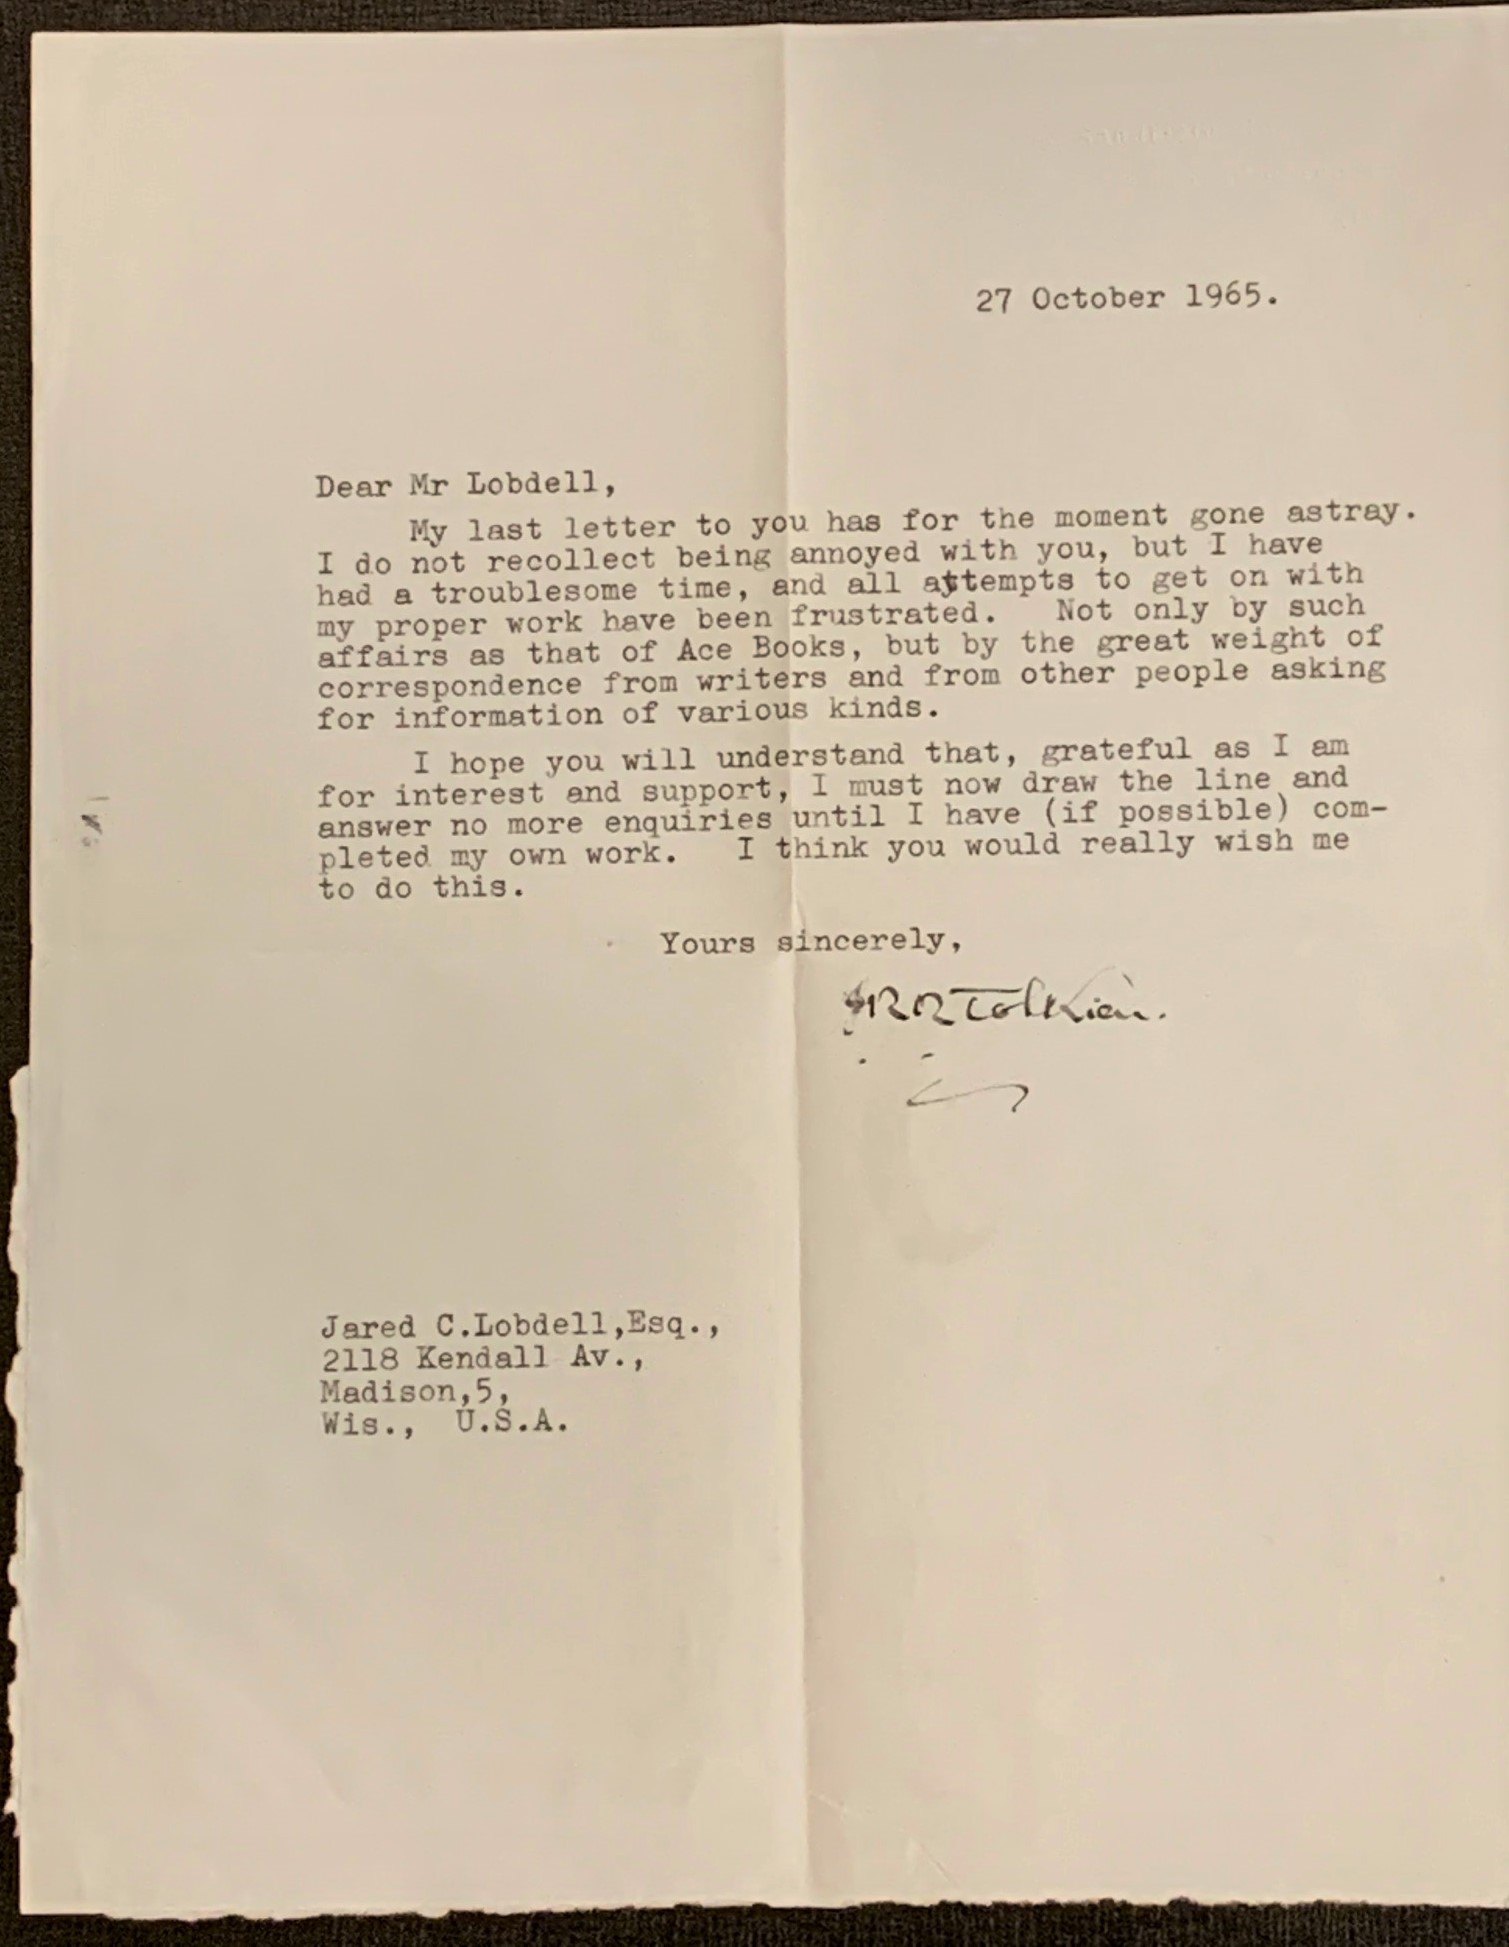 27 October 1965.
Dear Mr Lobdell,
My last letter to you has for the moment gone astray.
I do not recollect being annoyed with you, but I have
had a troublesome time, and all attempts to get on with
my proper work have been frustrated. Not only by such
affairs as that of Ace Books, but by the great weight of
correspondence from writers and from other people asking
for information of various kinds.
I hope you will understand that, grateful as I am
for interest and support, I must now draw the line and
answer no more enquiries until I have (if possible) com-
pleted my own work. I think you would really wish me
to do this.
Yours sincerely,
JRRTolkien.
Jared C.Lobdell,Esq.,
2118 Kendall Av.,
Madison,5,
Wis., U.S.A.